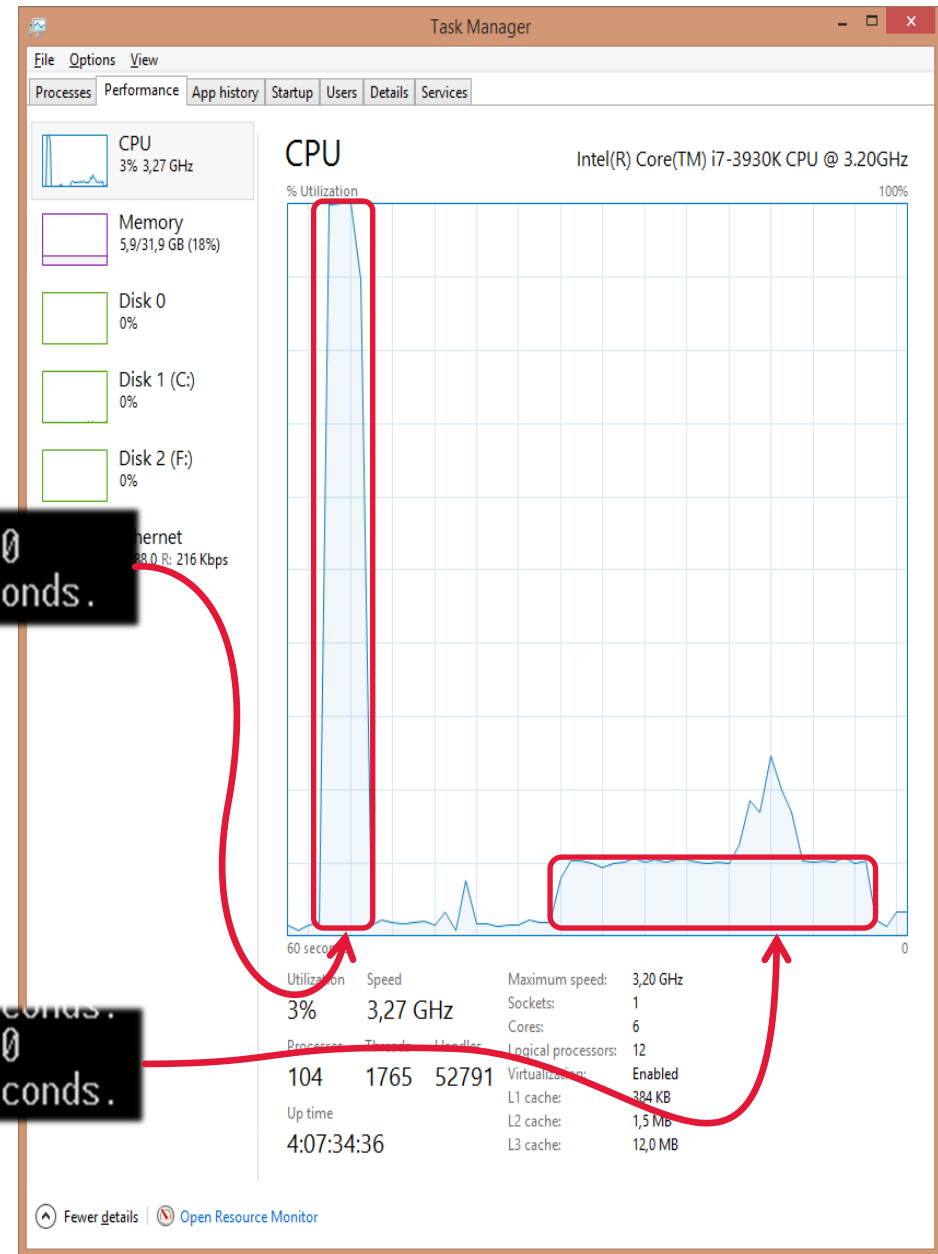 Task Manager
File Options View
Processes Performance App history Startup Users Details Services
CPU
3% 3,27 GHz
Memory
5,9/31,9 GB (18%)
Disk 0
0%
Disk 1 (C:)
0%
Disk 2 (F:)
0%
hernet
88.0 R: 216 Kbps
0
onds.
CPU Intel(R) Core(TM) i7-3930K CPU @ 3.20GHz
% Utilization 100%
60 0
Utilization Speed
3% 3,27 GHz
Processes Threads Handles
104 1765 52791
Up time
4:07:34:36
Maximum speed: 3,20 GHz
Sockets: 1
Cores: 6
Logical processors: 12
Virtualization: Enabled
L1 cache: 384 KB
L2 cache: 1,5 MB
L3 cache: 12,0 MB
conds.
0
conds.
Fewer details Open Resource Monitor